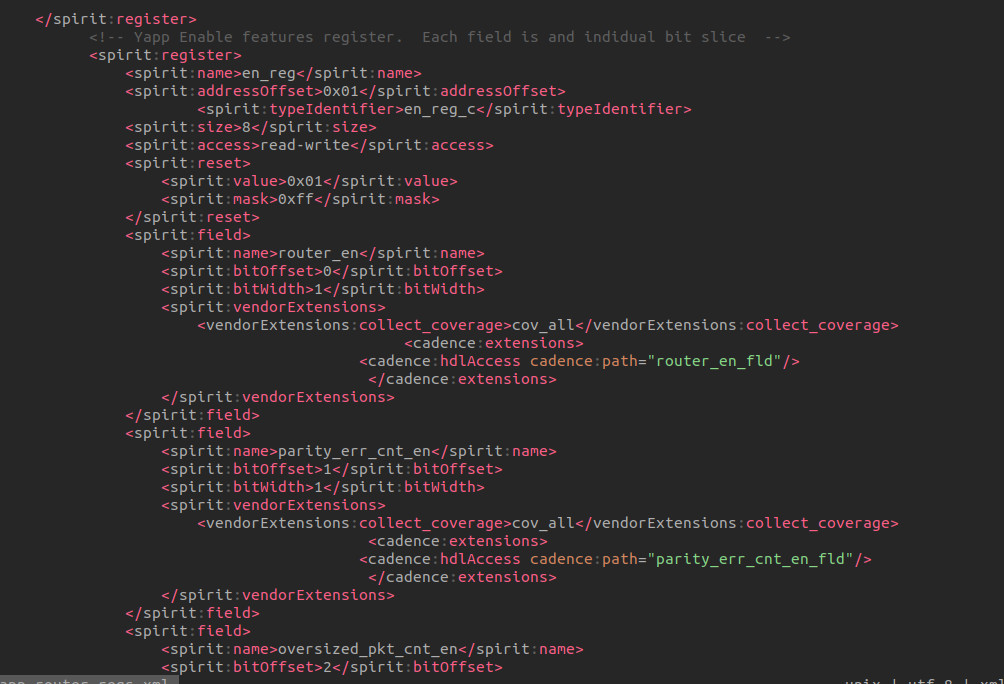 </spirit:register>
<!-- Yapp Enable features register.  Each field is and indidual bit slice  -->
<spirit:register>
<spirit:name>en_reg</spirit:name>
<spirit:addressOffset>0x01</spirit:addressOffset>
<spirit:typeIdentifier>en_reg_c</spirit:typeIdentifier>
<spirit:size>8</spirit:size>
<spirit:access>read-write</spirit:access>
<spirit:reset>
<spirit:value>0x01</spirit:value>
<spirit:mask>0xff</spirit:mask>
</spirit:reset>
<spirit:field>
<spirit:name>router_en</spirit:name>
<spirit:bitOffset>0</spirit:bitOffset>
<spirit:bitWidth>1</spirit:bitWidth>
<spirit:vendorExtensions>
<vendorExtensions:collect_coverage>cov_all</vendorExtensions:collect_coverage>
<cadence:extensions>
<cadence:hdlAccess cadence:path="router_en_fld"/>
</cadence:extensions>
</spirit:vendorExtensions>
</spirit:field>
<spirit:field>
<spirit:name>parity_err_cnt_en</spirit:name>
<spirit:bitOffset>1</spirit:bitOffset>
<spirit:bitWidth>1</spirit:bitWidth>
<spirit:vendorExtensions>
<vendorExtensions:collect_coverage>cov_all</vendorExtensions:collect_coverage>
<cadence:extensions>
<cadence:hdlAccess cadence:path="parity_err_cnt_en_fld"/>
</cadence:extensions>
</spirit:vendorExtensions>
</spirit:field>
<spirit:field>
<spirit:name>oversized_pkt_cnt_en</spirit:name>
<spirit:bitOffset>2</spirit:bitOffset>